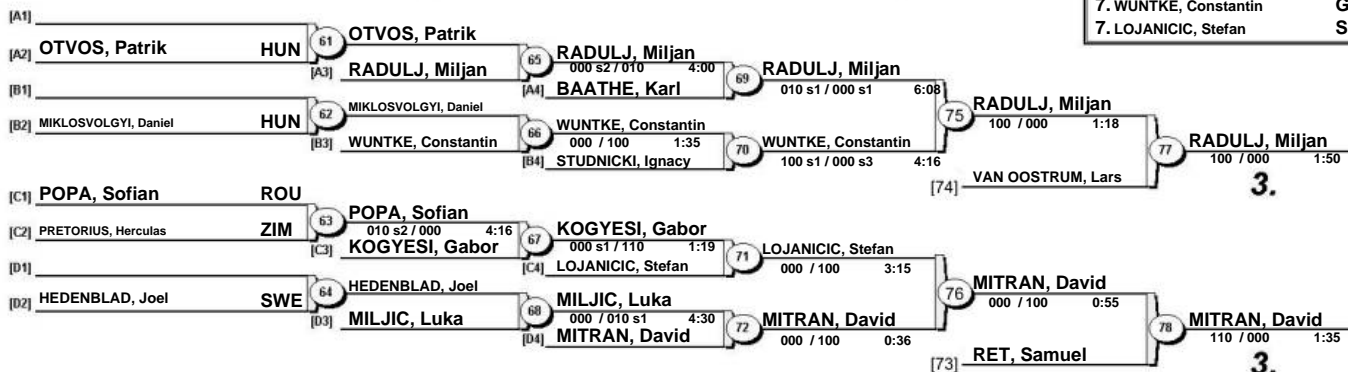 7. WUNTKE, Constantin G
7. LOJANICIC, Stefan S
[A1]
[A2] OTVOS, Patrik HUN
61
OTVOS, Patrik
[A3] RADULJ, Miljan
65
RADULJ, Miljan
000 s2 / 010 4:00
[A4] BAATHE, Karl
69
RADULJ, Miljan
010 s1 / 000 s1 6:08
[B1]
[B2] MIKLOSVOLGYI, Daniel HUN
62
MIKLOSVOLGYI, Daniel
[B3] WUNTKE, Constantin
66
WUNTKE, Constantin
000 / 100 1:35
[B4] STUDNICKI, Ignacy
70
WUNTKE, Constantin
100 s1 / 000 s3 4:16
75
RADULJ, Miljan
100 / 000 1:18
[74] VAN OOSTRUM, Lars
77
RADULJ, Miljan
100 / 000 1:50
3.
[C1] POPA, Sofian ROU
[C2] PRETORIUS, Herculas ZIM
63
POPA, Sofian
010 s2 / 000 4:16
[C3] KOGYESI, Gabor
67
KOGYESI, Gabor
000 s1 / 110 1:19
[C4] LOJANICIC, Stefan
71
LOJANICIC, Stefan
000 / 100 3:15
[D1]
[D2] HEDENBLAD, Joel SWE
64
HEDENBLAD, Joel
[D3] MILJIC, Luka
68
MILJIC, Luka
000 / 010 s1 4:30
[D4] MITRAN, David
72
MITRAN, David
000 / 100 0:36
76
MITRAN, David
000 / 100 0:55
[73] RET, Samuel
78
MITRAN, David
110 / 000 1:35
3.